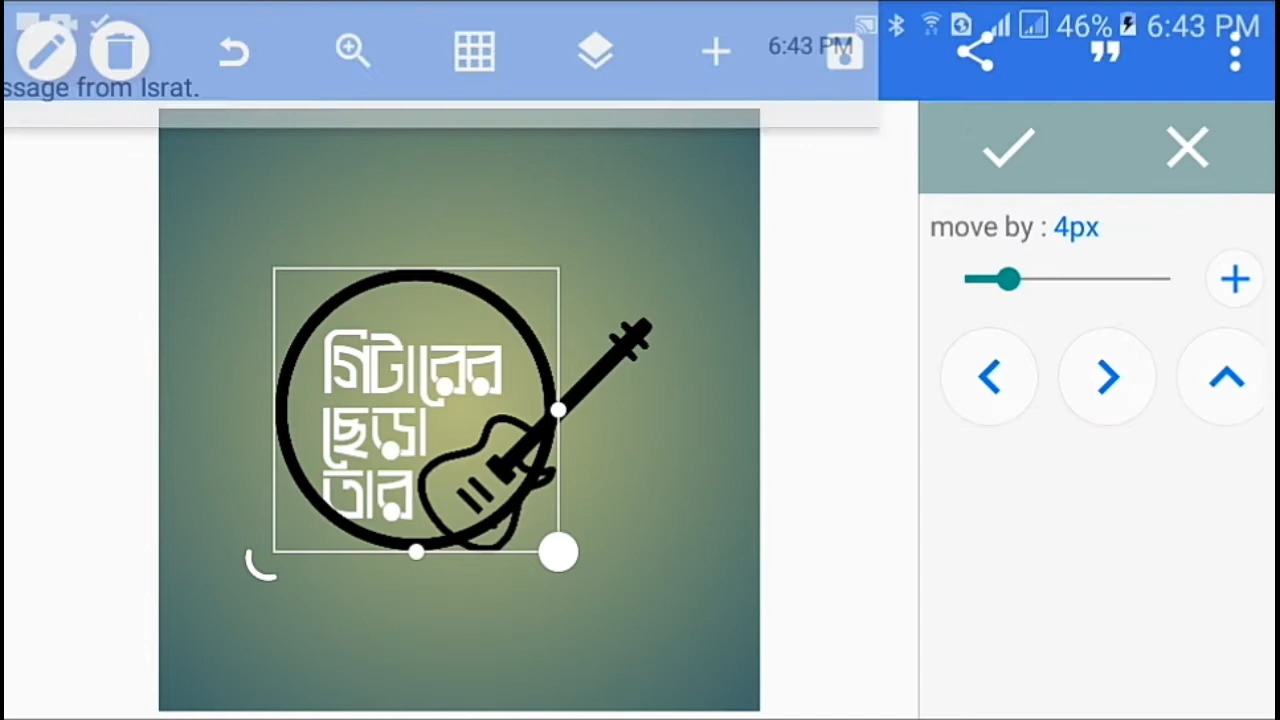 46% 6:43 PM
6:43 PM
ssage from Israt.
move by : 4px
গিটারের
ছেড়া
তার